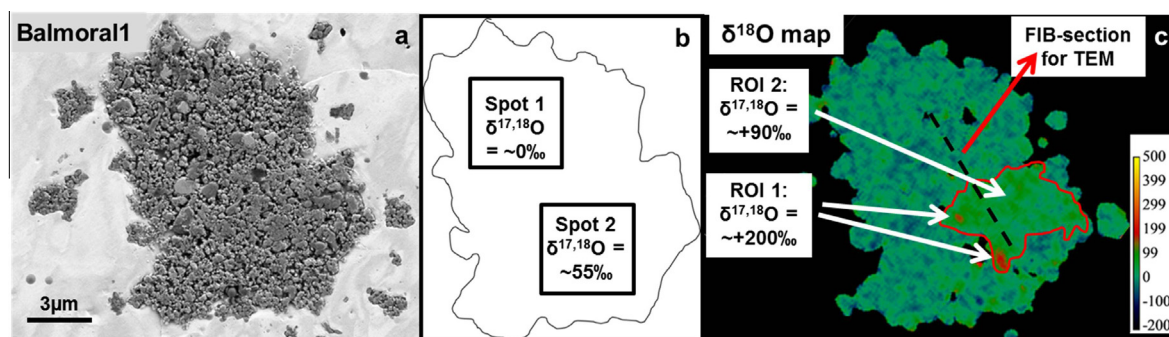 Balmoral1
a
3μm
b
Spot 1
δ17,18O
= ~0‰
Spot 2
δ17,18O =
~55‰
δ18O map
c
FIB-section
for TEM
ROI 2:
δ17,18O =
~+90‰
ROI 1:
δ17,18O =
~+200‰
500
399
299
199
99
0
-100
-200